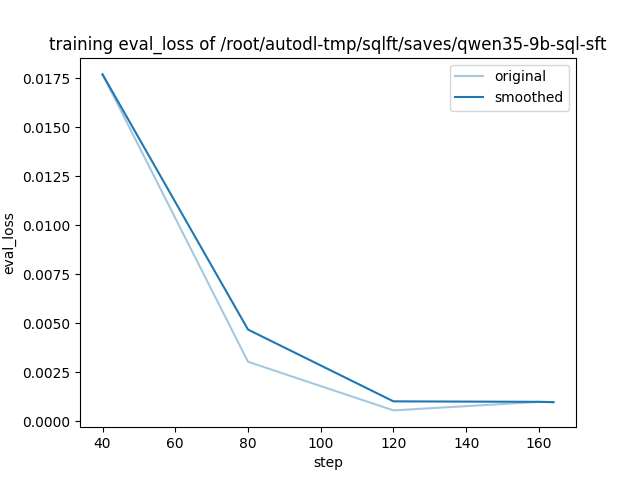 training eval_loss of /root/autodl-tmp/sqlft/saves/qwen35-9b-sql-sft
original
smoothed
0.0175
0.0150
0.0125
0.0100
0.0075
0.0050
0.0025
0.0000
eval_loss
40 60 80 100 120 140 160
step